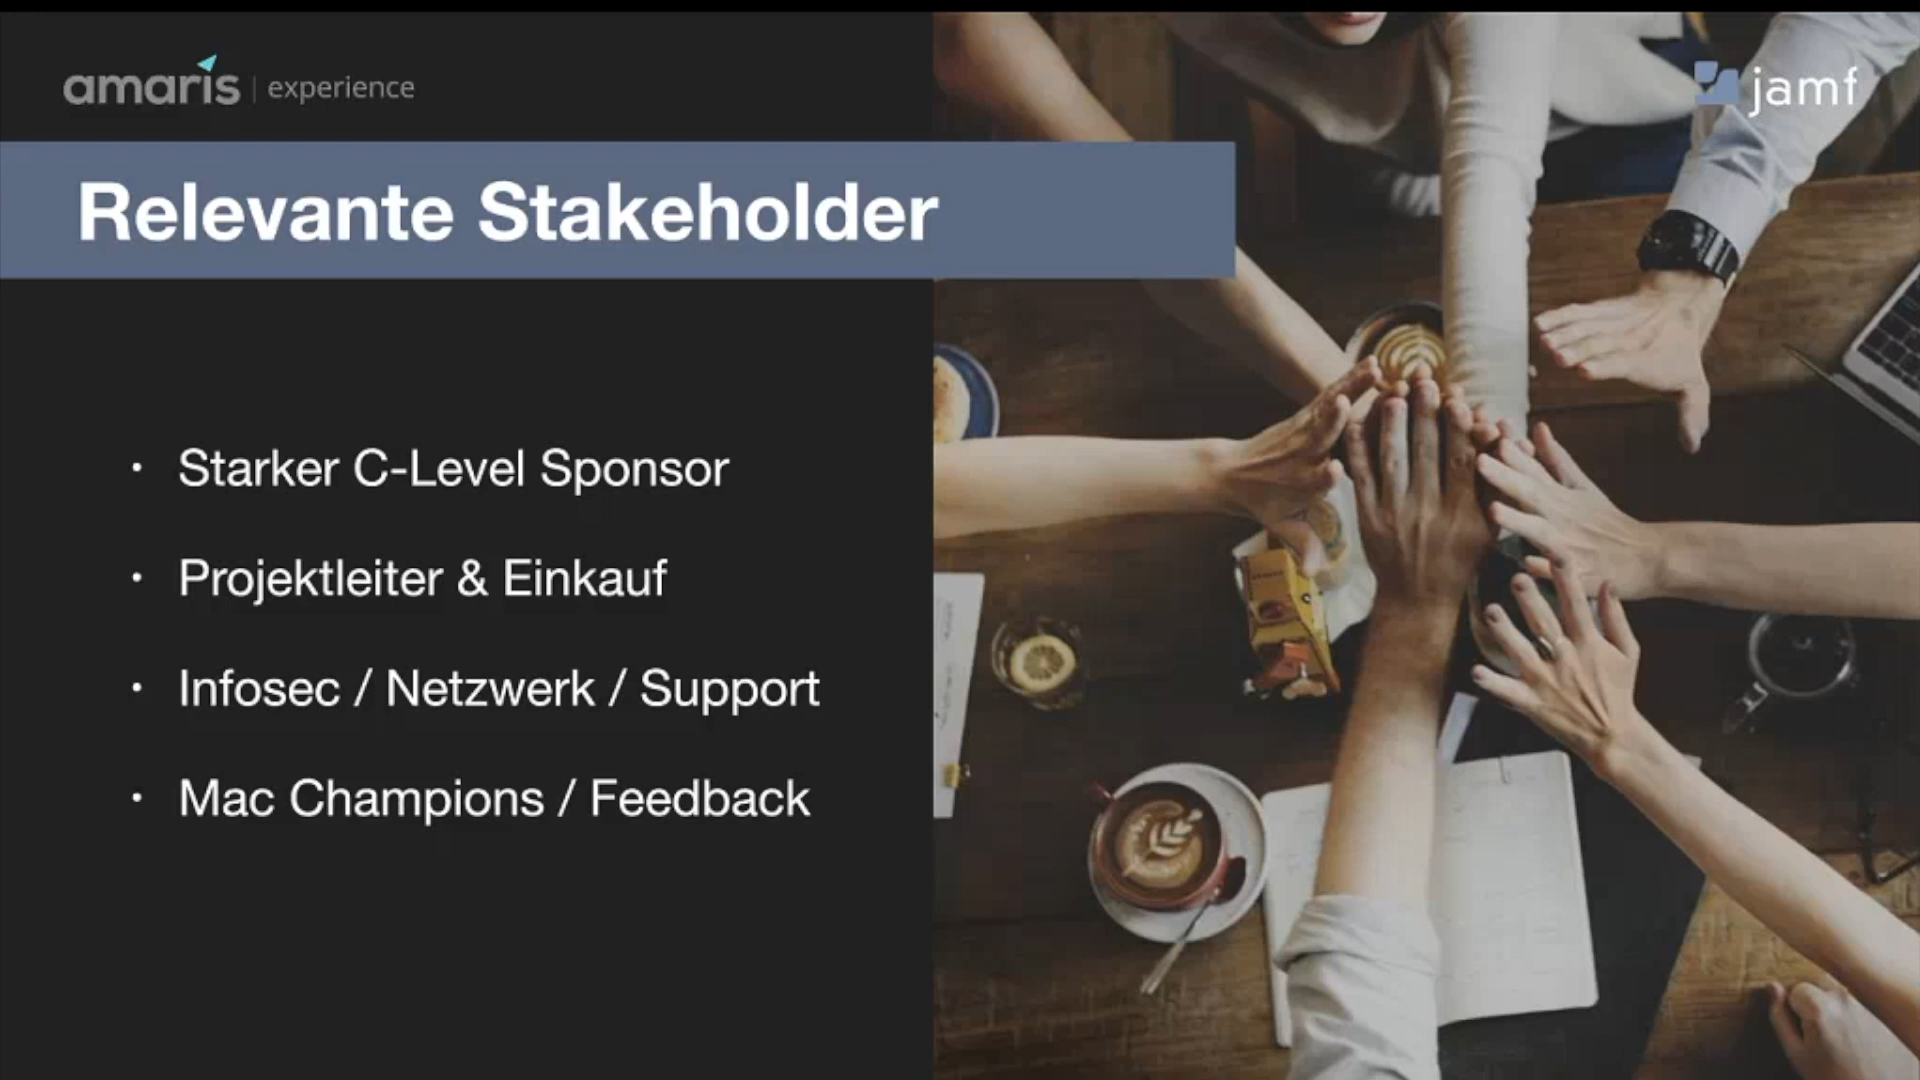 amaris | experience
jamf
Relevante Stakeholder
· Starker C-Level Sponsor
· Projektleiter & Einkauf
· Infosec / Netzwerk / Support
· Mac Champions / Feedback